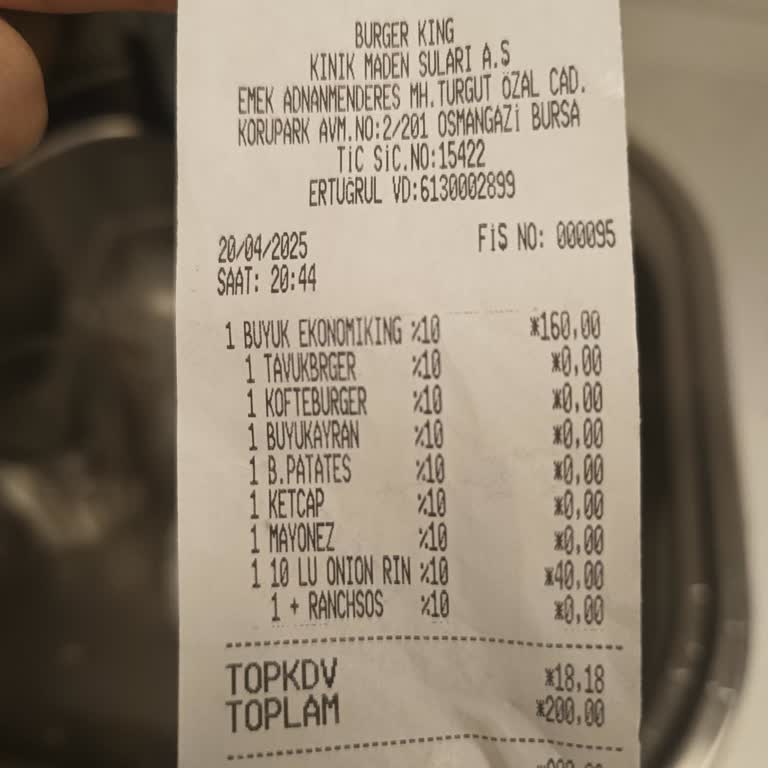 BURGER KING
KINIK MADEN SULARI A.S
EMEK ADNANMENDERES MH.TURGUT ÖZAL CAD.
KORUPARK AVM.NO:2/201 OSMANGAZİ BURSA
TİC SİC.NO:15422
ERTUĞRUL VD:6130002899
20/04/2025 FİŞ NO: 000095
SAAT: 20:44
1 BUYUK EKONOMIKING %10 *160,00
1 TAVUKBRGER %10 *0,00
1 KOFTEBURGER %10 *0,00
1 BUYUKAYRAN %10 *0,00
1 B.PATATES %10 *0,00
1 KETCAP %10 *0,00
1 MAYONEZ %10 *0,00
1 10 LU ONION RIN %10 *40,00
1 + RANCHSOS %10 *0,00
TOPKDV *18,18
TOPLAM *200,00